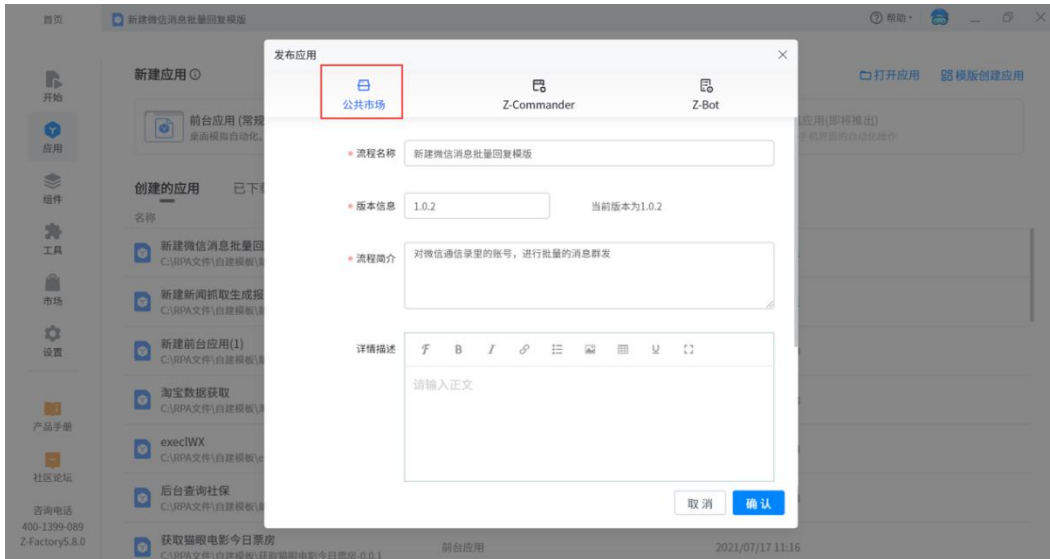 首页
新建微信消息批量回复模版
帮助
发布应用
公共市场
Z-Commander
Z-Bot
新建应用
打开应用
模版创建应用
开始
前台应用 (常规
桌面模拟自动化,
应用(即将推出)
手机界面的自动化操作
应用
* 流程名称
新建微信消息批量回复模版
组件
创建的应用
已下
* 版本信息
1.0.2
当前版本为1.0.2
名称
工具
新建微信消息批量回
C:\RPA文件\自建模板\
* 流程简介
对微信通信录里的账号，进行批量的消息群发
市场
新建新闻抓取生成报
C:\RPA文件\自建模板\
设置
新建前台应用(1)
C:\RPA文件\自建模板\
详情描述
F B I U
请输入正文
淘宝数据获取
C:\RPA文件\自建模板\
产品手册
execlWX
C:\RPA文件\自建模板\e
社区论坛
后台查询社保
C:\RPA文件\自建模板\
取消
确认
咨询电话
400-1399-089
Z-Factory5.8.0
获取猫眼电影今日票房
C:\RPA文件\自建模板\获取猫眼电影今日票房-0.0.1
前台应用
2021/07/17 11:16